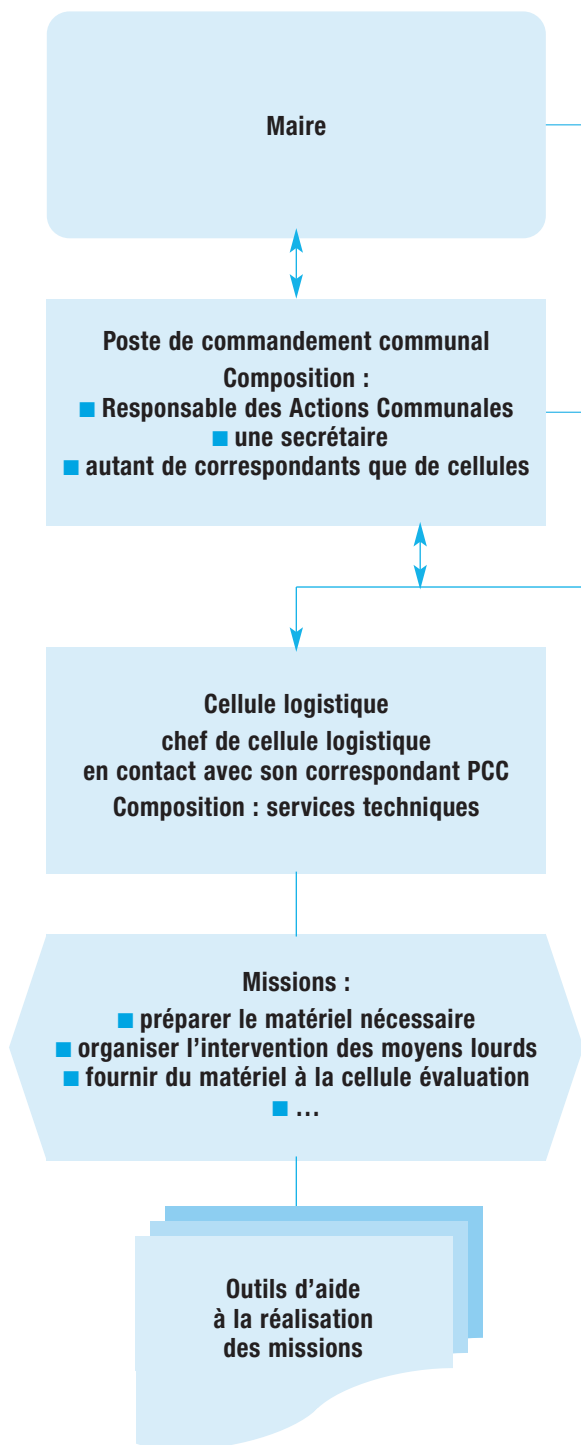 Maire
Poste de commandement communal
Composition :
■ Responsable des Actions Communales
■ une secrétaire
■ autant de correspondants que de cellules
Cellule logistique
chef de cellule logistique
en contact avec son correspondant PCC
Composition : services techniques
Missions :
■ préparer le matériel nécessaire
■ organiser l’intervention des moyens lourds
■ fournir du matériel à la cellule évaluation
■ …
Outils d’aide
à la réalisation
des missions